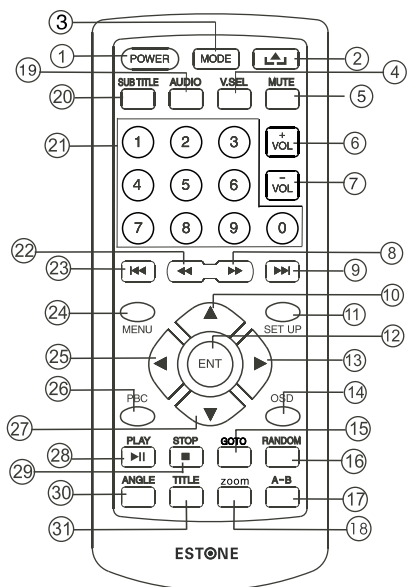 ③
① POWER MODE ②
⑲ ④
SUBTITLE AUDIO V.SEL MUTE
⑳ ⑤
㉑ 1 2 3 + VOL ⑥
4 5 6 − VOL ⑦
7 8 9 0
㉒ ⑧
㉓ ⑨
⑩
㉔ MENU SET UP ⑪
⑫
㉕ ENT ⑬
㉖ PBC OSD ⑭
㉗ ⑮
PLAY STOP GOTO RANDOM
㉘ ⑯
㉙
ANGLE TITLE zoom A-B
㉚ ⑰
㉛ ⑱
ESTONE